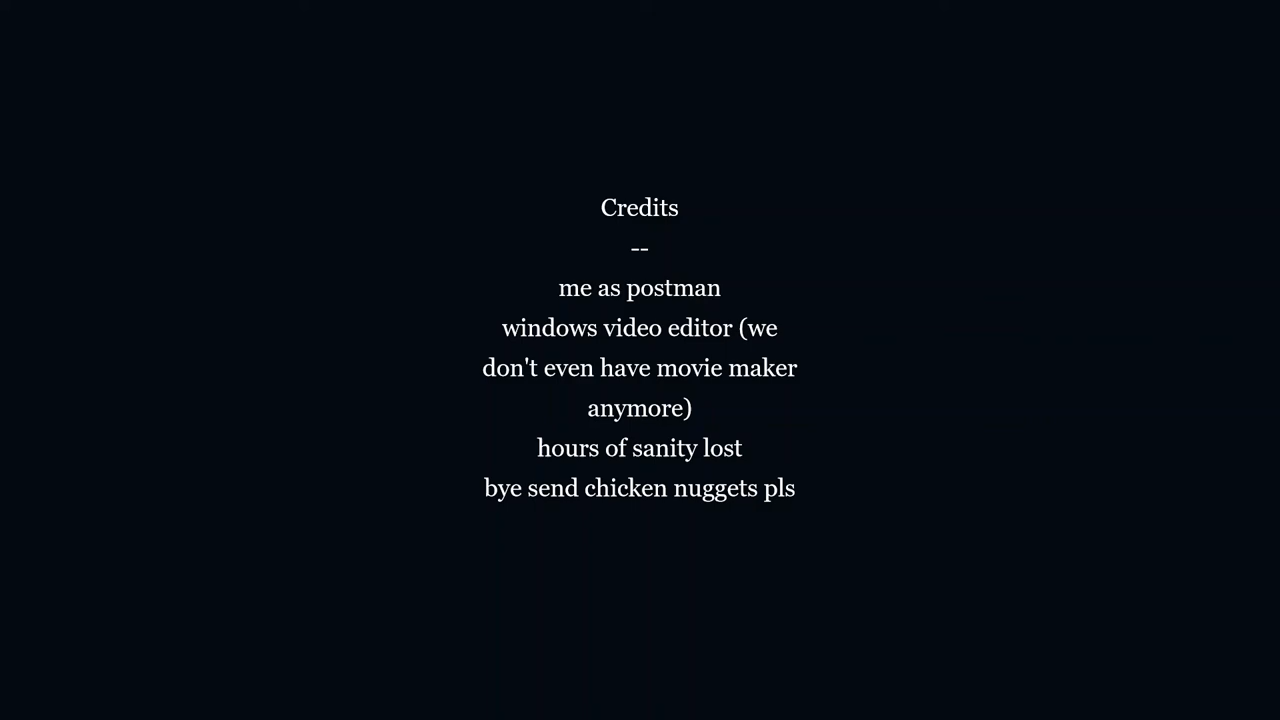 Credits
--
me as postman
windows video editor (we
don't even have movie maker
anymore)
hours of sanity lost
bye send chicken nuggets pls